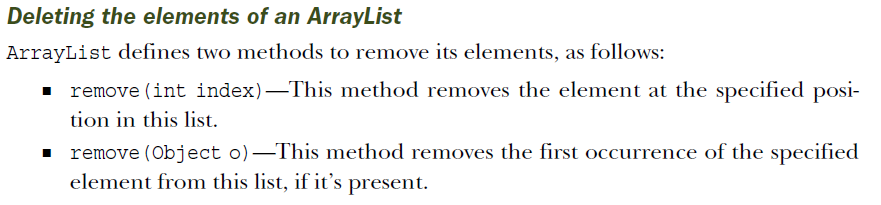 Deleting the elements of an ArrayList
ArrayList defines two methods to remove its elements, as follows:
■ remove(int index)—This method removes the element at the specified posi-
tion in this list.
■ remove(Object o)—This method removes the first occurrence of the specified
element from this list, if it's present.